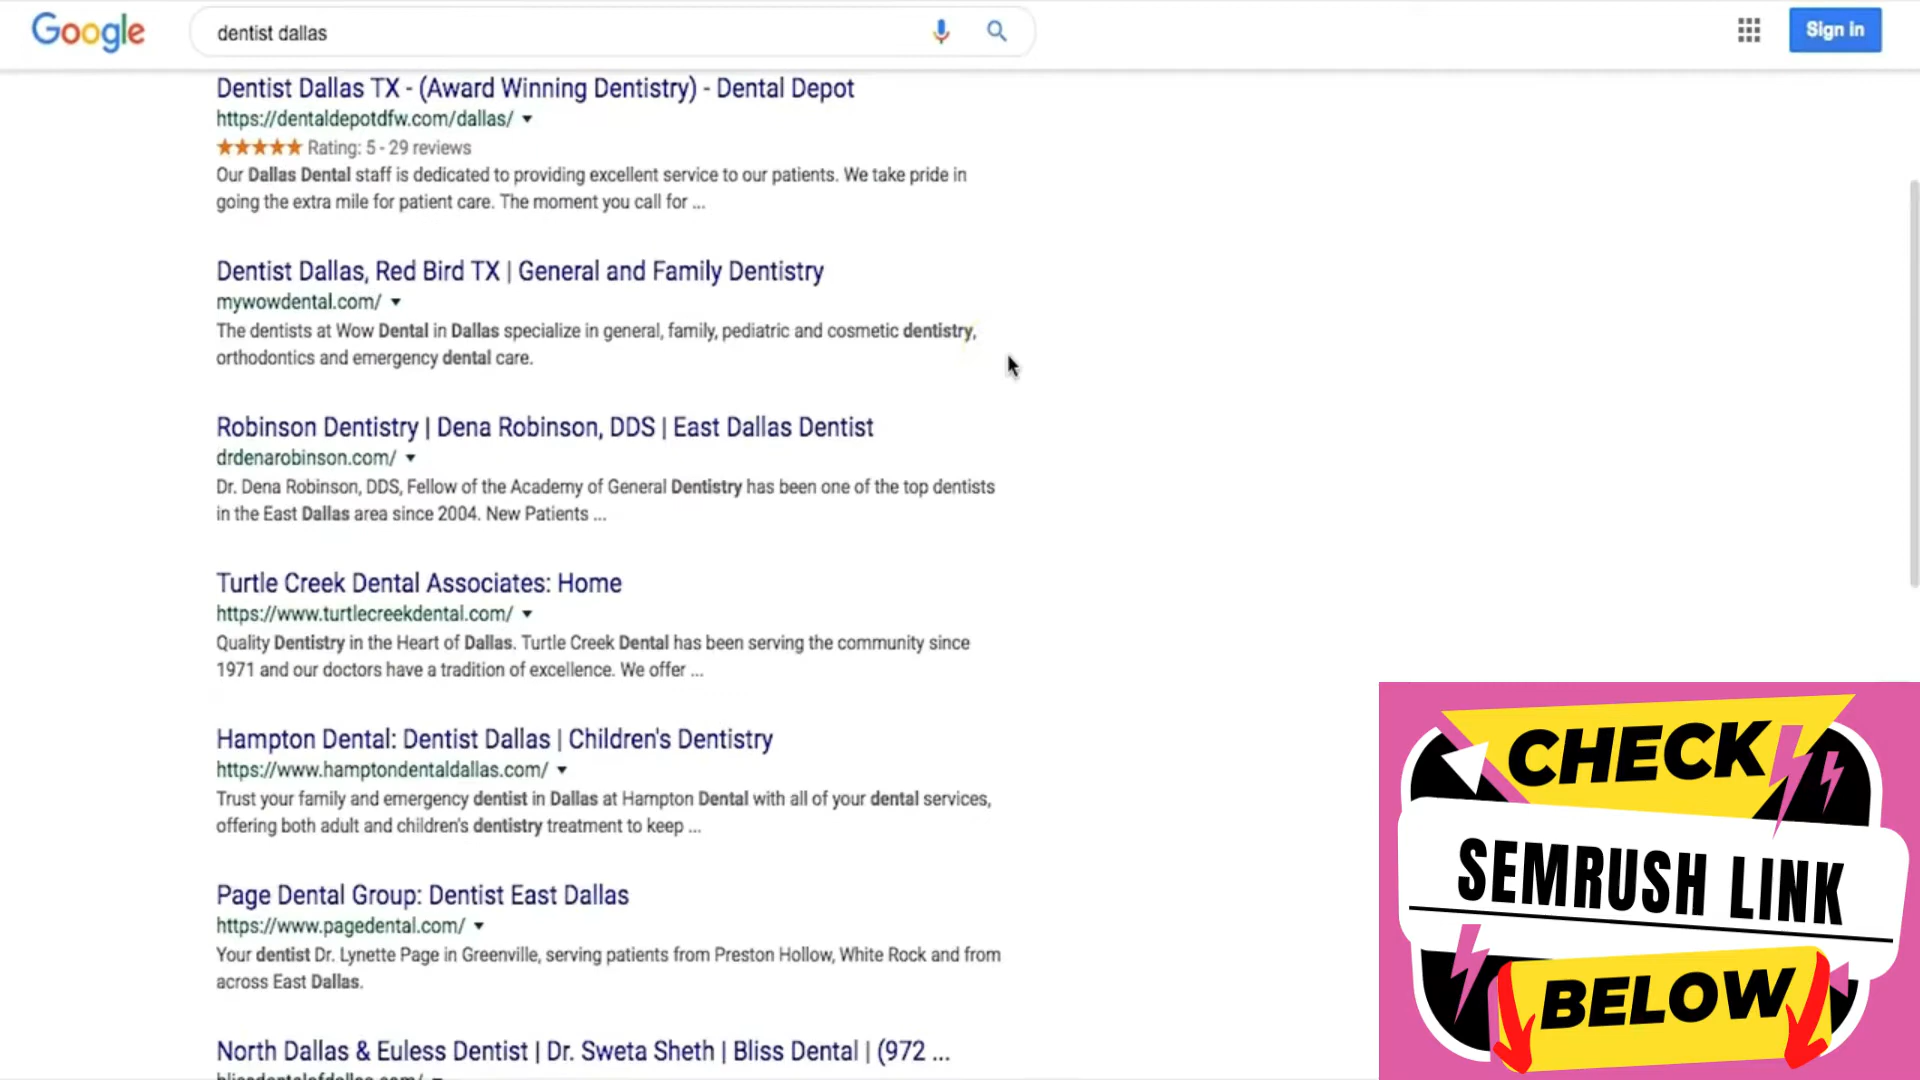 Google
dentist dallas
Sign in
Dentist Dallas TX - (Award Winning Dentistry) - Dental Depot
https://dentaldepotdfw.com/dallas/
Rating: 5 - 29 reviews
Our Dallas Dental staff is dedicated to providing excellent service to our patients. We take pride in
going the extra mile for patient care. The moment you call for ...
Dentist Dallas, Red Bird TX | General and Family Dentistry
mywowdental.com/
The dentists at Wow Dental in Dallas specialize in general, family, pediatric and cosmetic dentistry,
orthodontics and emergency dental care.
Robinson Dentistry | Dena Robinson, DDS | East Dallas Dentist
drdenarobinson.com/
Dr. Dena Robinson, DDS, Fellow of the Academy of General Dentistry has been one of the top dentists
in the East Dallas area since 2004. New Patients ...
Turtle Creek Dental Associates: Home
https://www.turtlecreekdental.com/
Quality Dentistry in the Heart of Dallas. Turtle Creek Dental has been serving the community since
1971 and our doctors have a tradition of excellence. We offer ...
Hampton Dental: Dentist Dallas | Children's Dentistry
https://www.hamptondentaldallas.com/
Trust your family and emergency dentist in Dallas at Hampton Dental with all of your dental services,
offering both adult and children's dentistry treatment to keep ...
Page Dental Group: Dentist East Dallas
https://www.pagedental.com/
Your dentist Dr. Lynette Page in Greenville, serving patients from Preston Hollow, White Rock and from
across East Dallas.
North Dallas & Euless Dentist | Dr. Sweta Sheth | Bliss Dental | (972 ...
CHECK
SEMRUSH LINK
BELOW